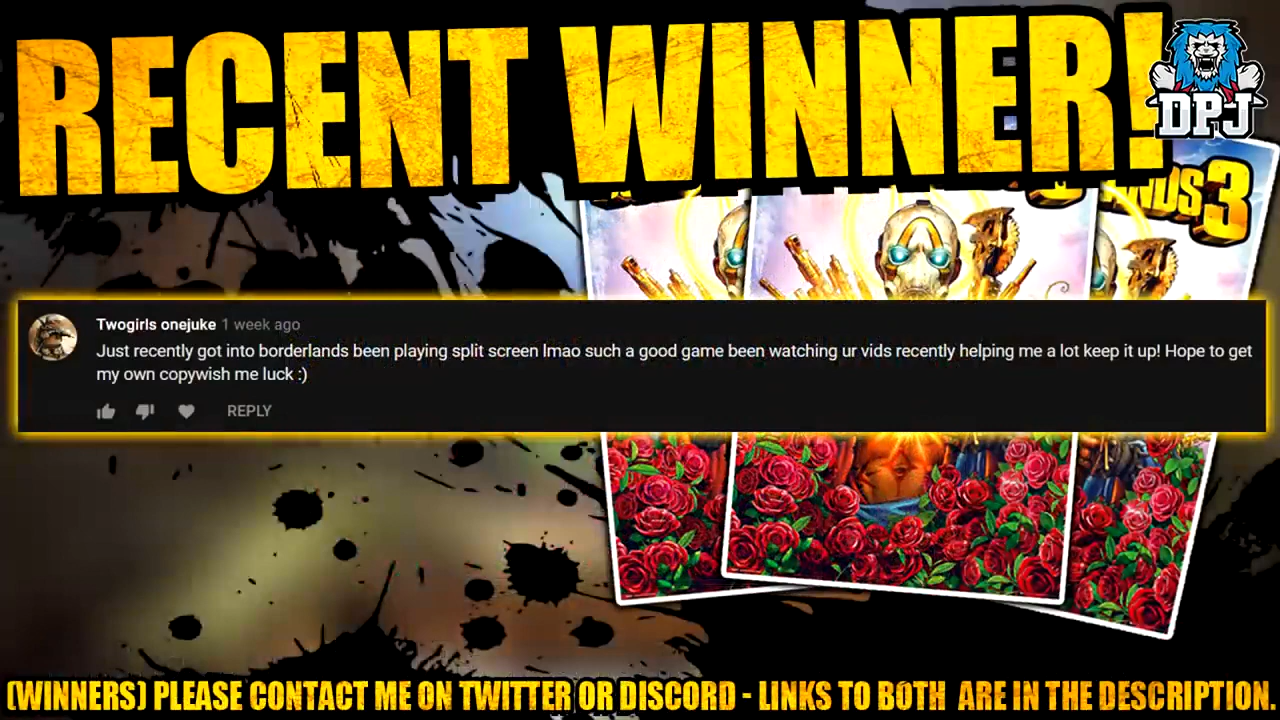 RECENT WINNER!
DPJ
ANDS 3
Twogirls onejuke 1 week ago
Just recently got into borderlands been playing split screen lmao such a good game been watching ur vids recently helping me a lot keep it up! Hope to get
my own copywish me luck :)
REPLY
(WINNERS) PLEASE CONTACT ME ON TWITTER OR DISCORD - LINKS TO BOTH ARE IN THE DESCRIPTION.